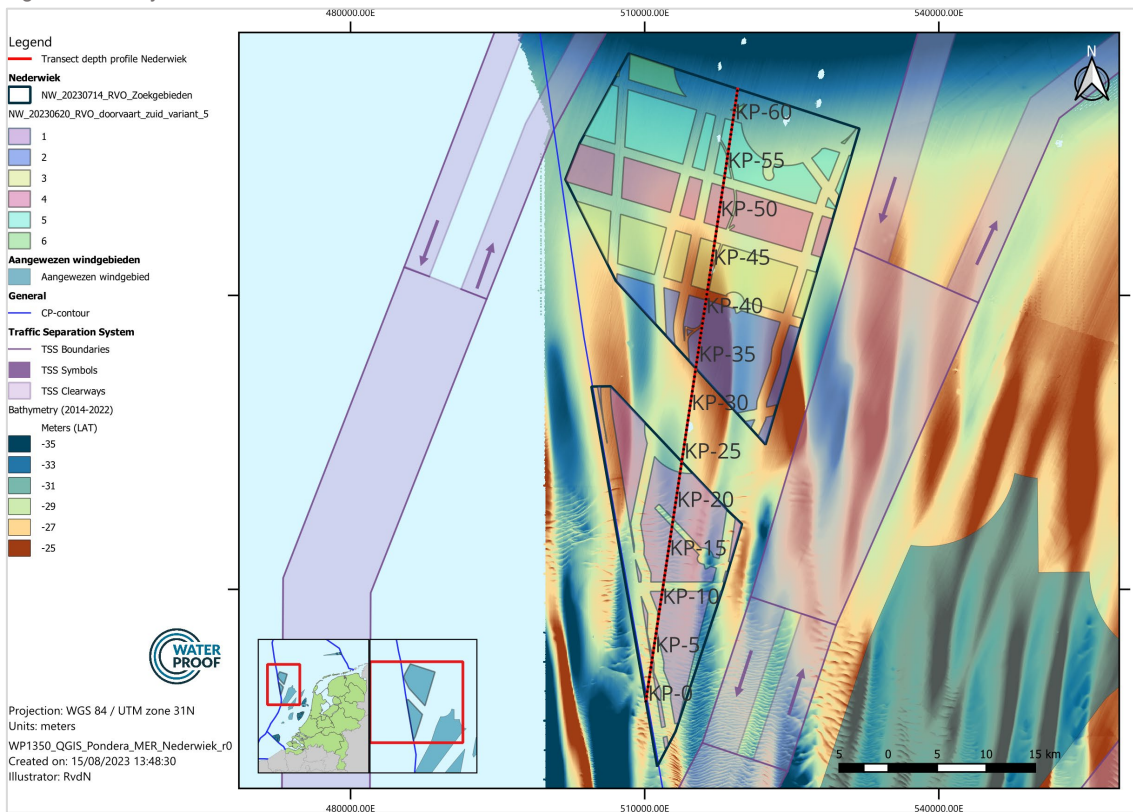 480000.00E 510000.00E 540000.00E
Legend
Transect depth profile Nederwiek
Nederwiek
NW_20230714_RVO_Zoekgebieden
NW_20230620_RVO_doorvaart_zuid_variant_5
1
2
3
4
5
6
Aangewezen windgebieden
Aangewezen windgebied
General
CP-contour
Traffic Separation System
TSS Boundaries
TSS Symbols
TSS Clearways
Bathymetry (2014-2022)
Meters (LAT)
-35
-33
-31
-29
-27
-25
WATER
PROOF
Projection: WGS 84 / UTM zone 31N
Units: meters
WP1350_QGIS_Pondera_MER_Nederwiek_r0
Created on: 15/08/2023 13:48:30
Illustrator: RvdN
N
KP-60
KP-55
KP-50
KP-45
KP-40
KP-35
KP-30
KP-25
KP-20
KP-15
KP-10
KP-5
KP-0
5 0 5 10 15 km
480000.00E 510000.00E 540000.00E